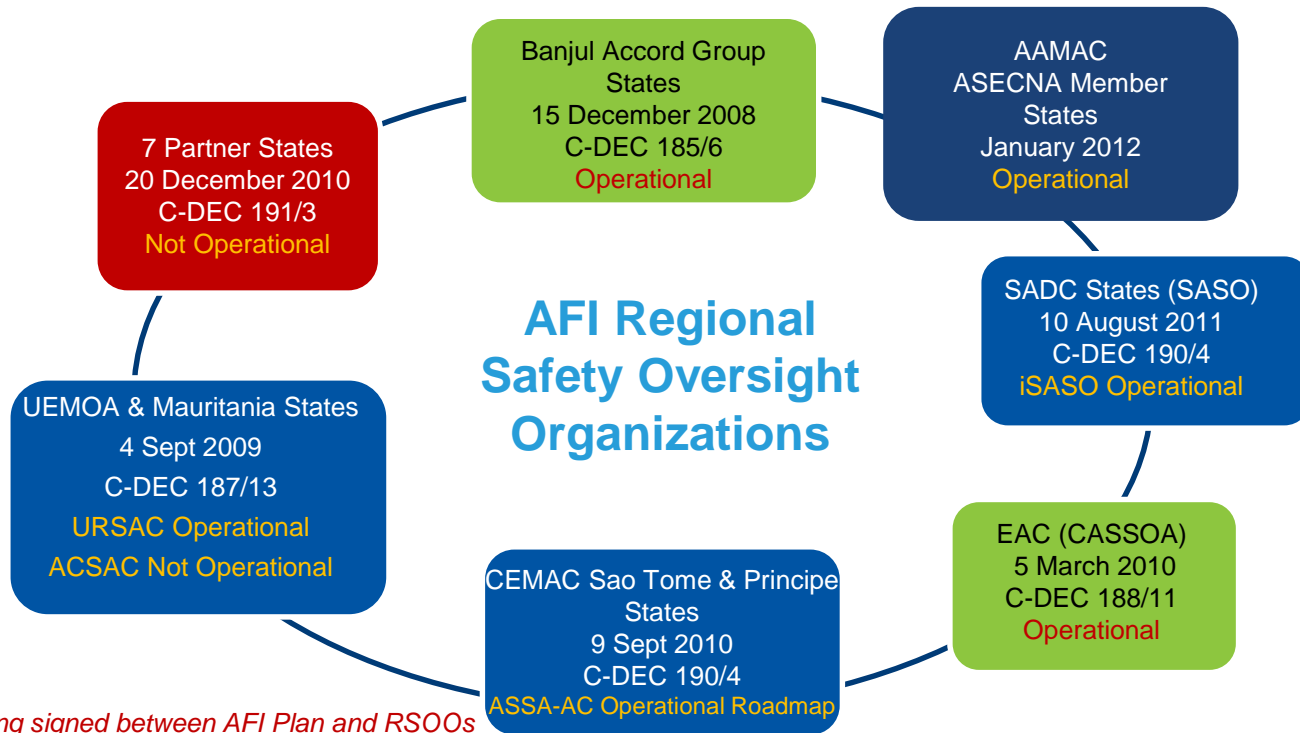 Banjul Accord Group
States
15 December 2008
C-DEC 185/6
Operational
AAMAC
ASECNA Member
States
January 2012
Operational
7 Partner States
20 December 2010
C-DEC 191/3
Not Operational
SADC States (SASO)
10 August 2011
C-DEC 190/4
iSASO Operational
AFI Regional
Safety Oversight
Organizations
UEMOA & Mauritania States
4 Sept 2009
C-DEC 187/13
URSAC Operational
ACSAC Not Operational
EAC (CASSOA)
5 March 2010
C-DEC 188/11
Operational
CEMAC Sao Tome & Principe
States
9 Sept 2010
C-DEC 190/4
ASSA-AC Operational Roadmap
signed between AFI Plan and RSOOs